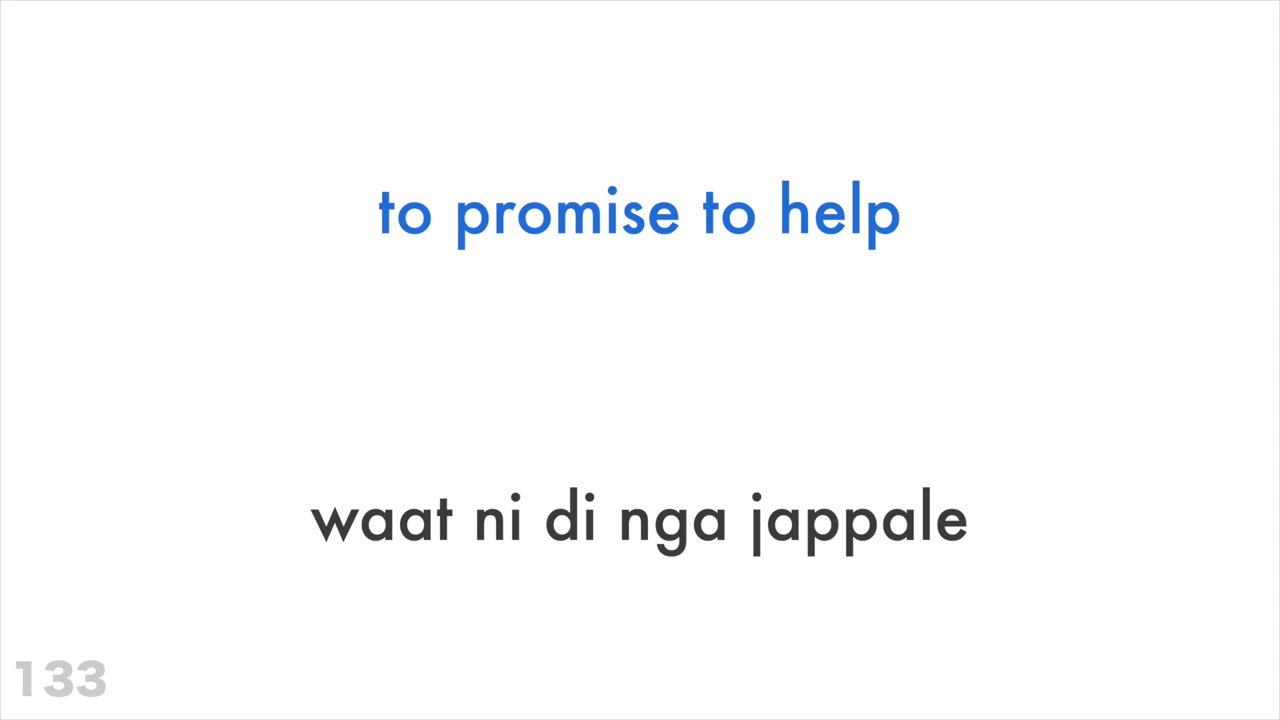 to promise to help
waat ni di nga jappale
133